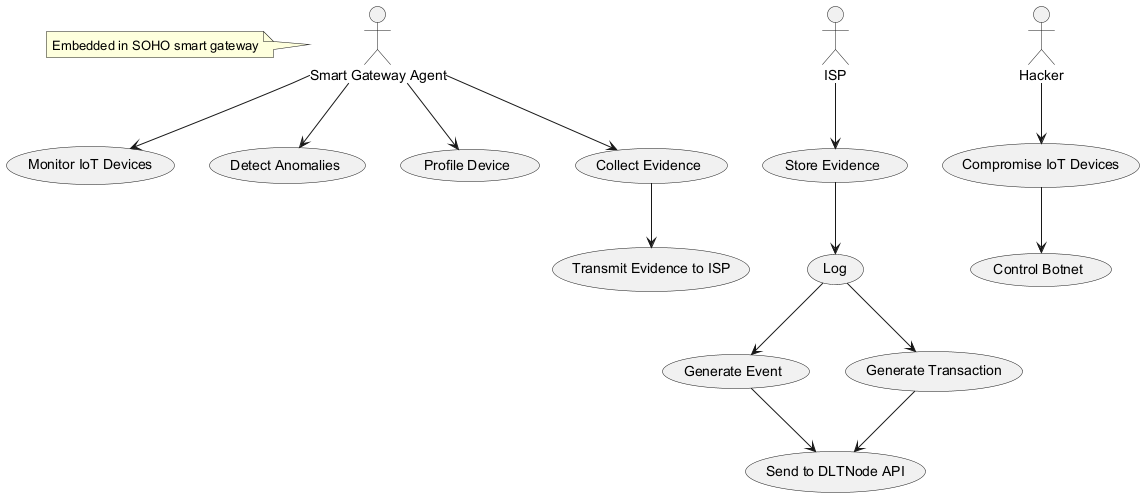 Embedded in SOHO smart gateway
Smart Gateway Agent
ISP
Hacker
Monitor IoT Devices
Detect Anomalies
Profile Device
Collect Evidence
Store Evidence
Compromise IoT Devices
Transmit Evidence to ISP
Log
Control Botnet
Generate Event
Generate Transaction
Send to DLTNode API